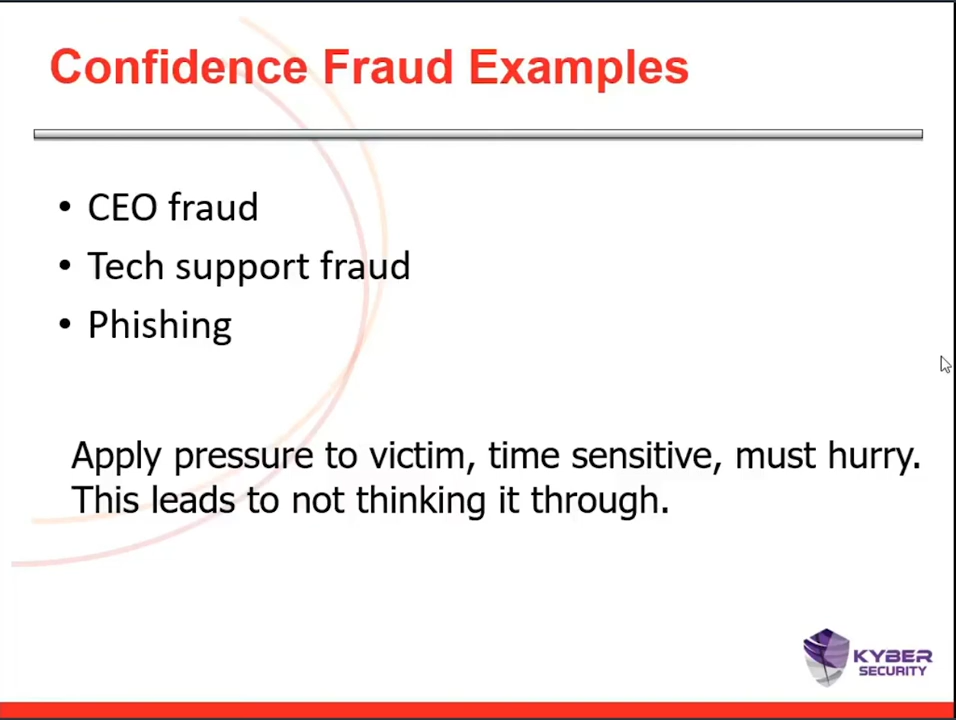 Confidence Fraud Examples
• CEO fraud
• Tech support fraud
• Phishing
Apply pressure to victim, time sensitive, must hurry.
This leads to not thinking it through.
KYBER
SECURITY